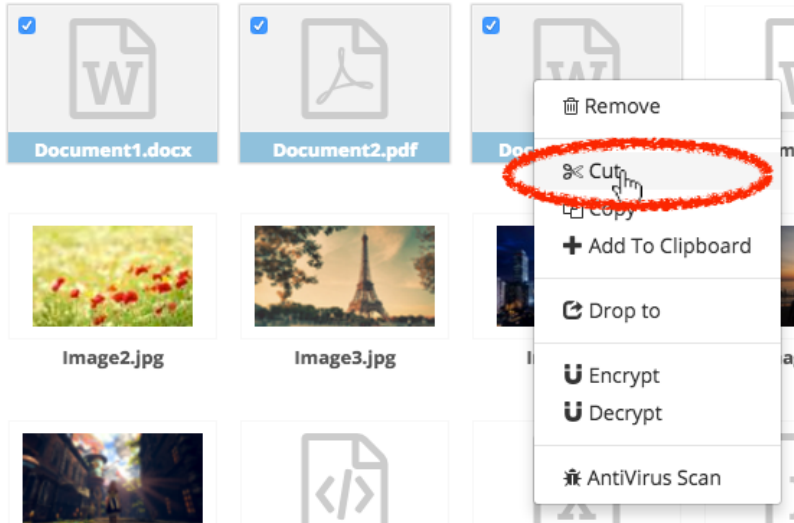 W
W
Document1.docx
Document2.pdf
Doc
Remove
Cut
Copy
Add To Clipboard
Image2.jpg
Image3.jpg
Drop to
Encrypt
Decrypt
</>
AntiVirus Scan
X